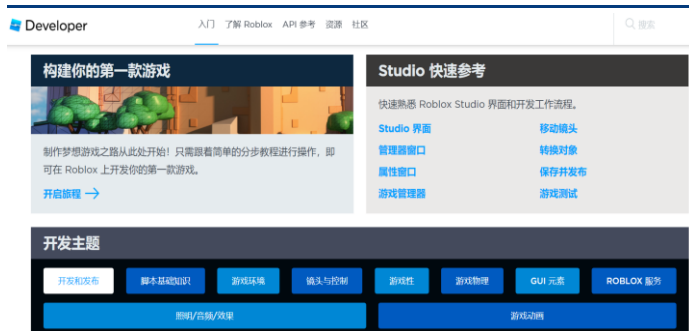 Developer
入门 了解 Roblox API 参考 资源 社区
搜索
构建你的第一款游戏
制作梦想游戏之路从此处开始！只需跟着简单的分步教程进行操作，即
可在 Roblox 上开发你的第一款游戏。
开启旅程 →
Studio 快速参考
快速熟悉 Roblox Studio 界面和开发工作流程。
Studio 界面 移动镜头
管理器窗口 转换对象
属性窗口 保存并发布
游戏管理器 游戏测试
开发主题
开发和发布 脚本基础知识 游戏环境 镜头与控制 游戏性 游戏物理 GUI 元素 ROBLOX 服务
照明/音频/效果 游戏动画